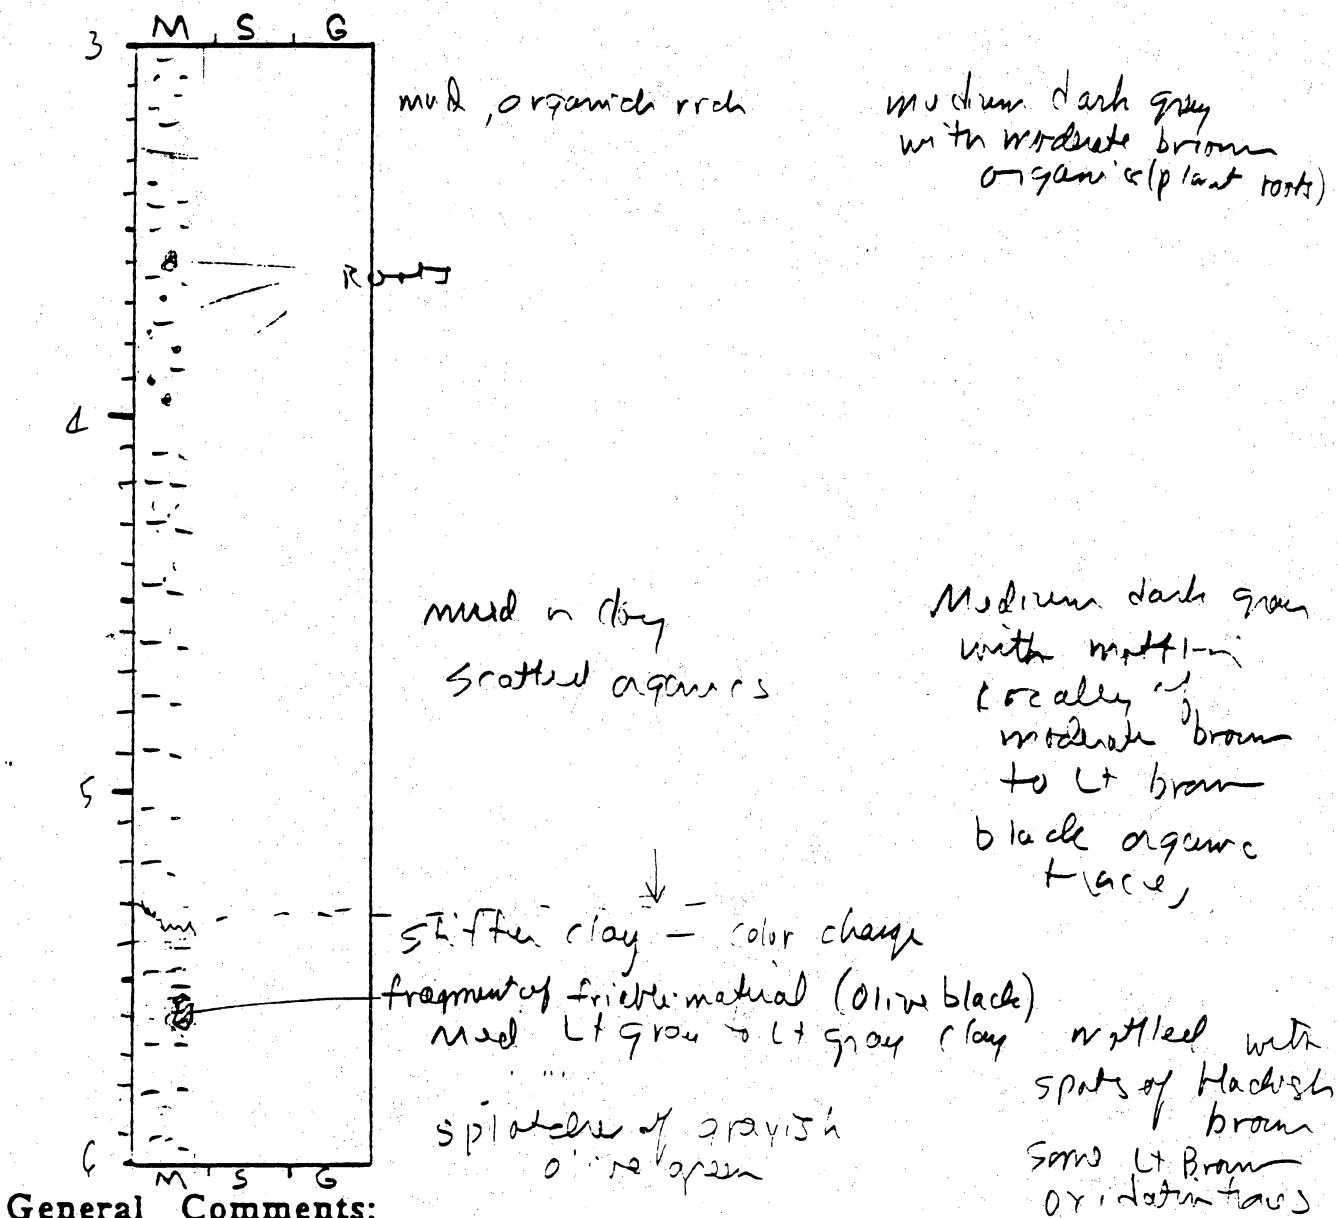 M S G
3
mud, organich rich
medium dark gray
with moderate brown
organics (plant roots)
Roots
4
mud n clay
scattered organics
Medium dark gray
with mottling
locally of
moderate brown
to Lt brown
black organic
traces
5
stiffer clay — color change
fragment of friable material (olive black)
Med Lt gray to Lt gray clay mottled with
spots of blackish
brown
splotches of grayish
olive green
some Lt Brown
oxidation traces
6
M S G
General Comments: